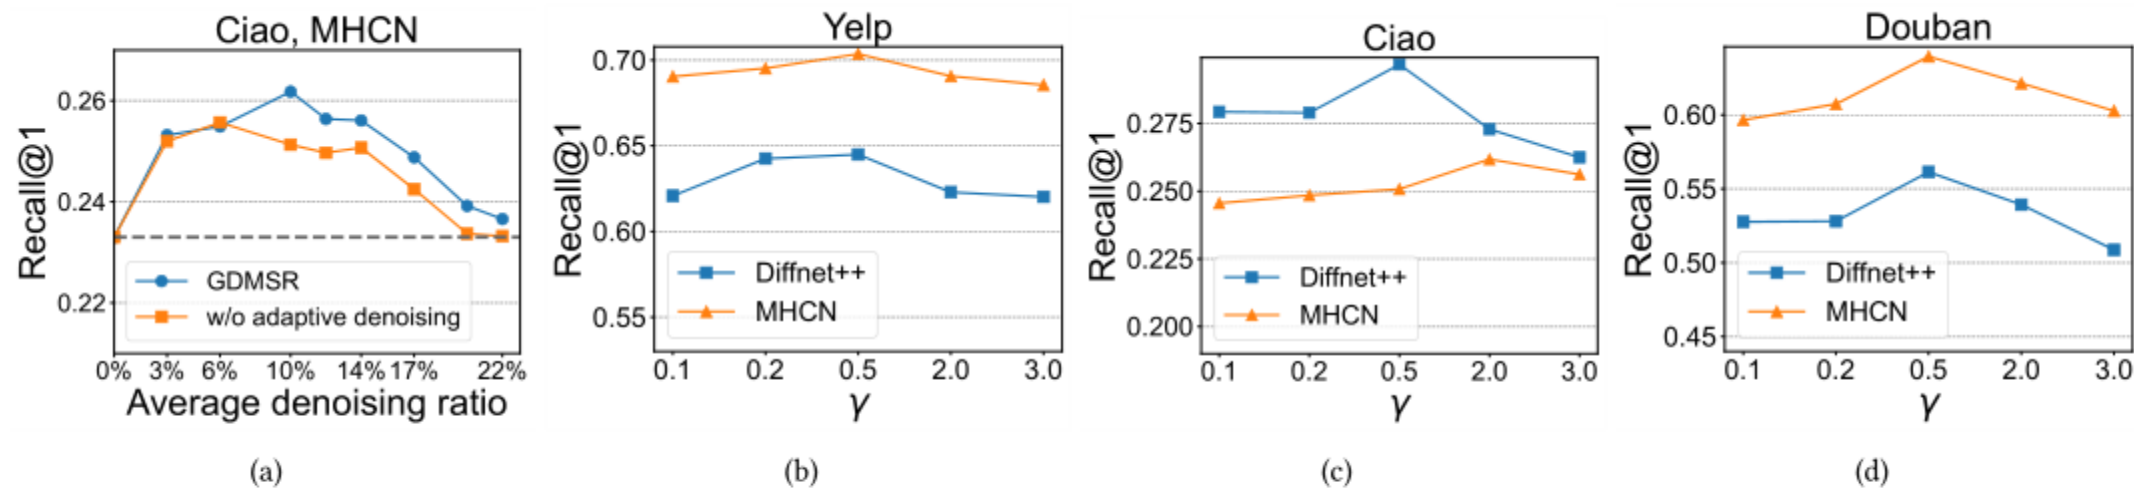 Ciao, MHCN
Recall@1
0.26
0.24
0.22
GDMSR
w/o adaptive denoising
0% 3% 6% 10% 14% 17% 22%
Average denoising ratio
(a)
Yelp
Recall@1
0.70
0.65
0.60
0.55
Diffnet++
MHCN
0.1 0.2 0.5 2.0 3.0
γ
(b)
Ciao
Recall@1
0.275
0.250
0.225
0.200
Diffnet++
MHCN
0.1 0.2 0.5 2.0 3.0
γ
(c)
Douban
Recall@1
0.60
0.55
0.50
0.45
Diffnet++
MHCN
0.1 0.2 0.5 2.0 3.0
γ
(d)